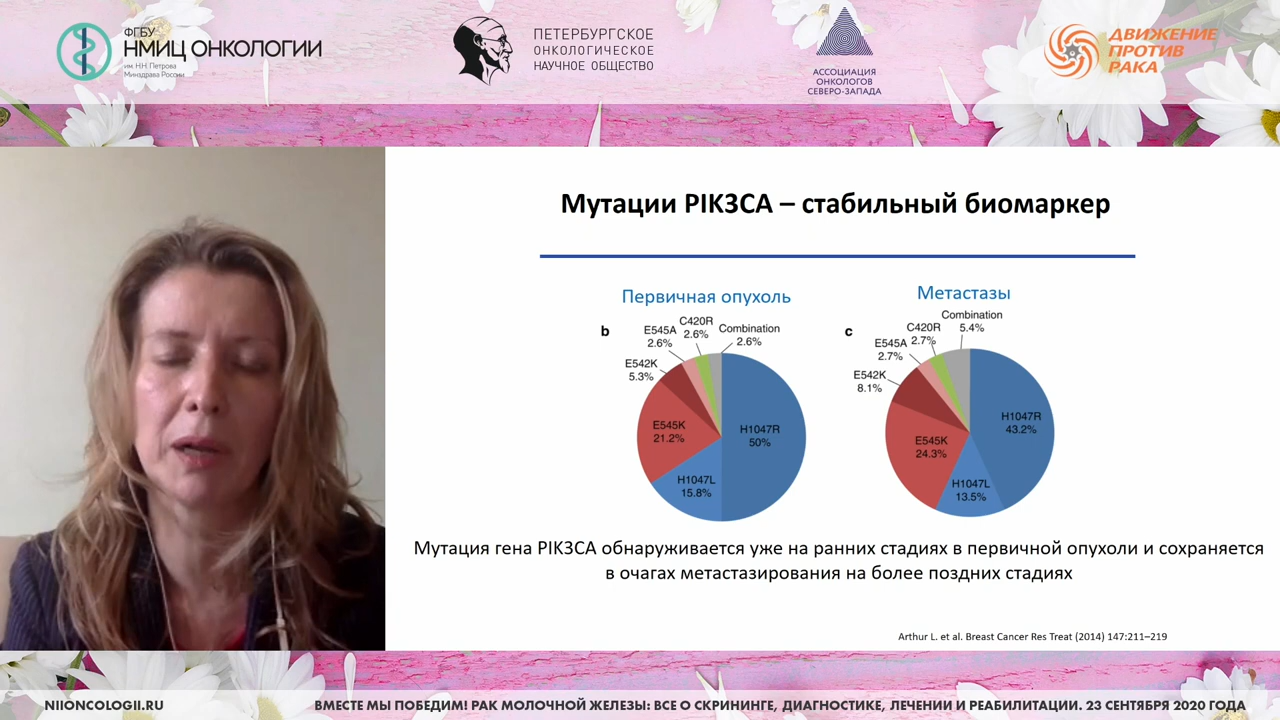 ФГБУ
НМИЦ ОНКОЛОГИИ
им. Н.Н. Петрова
Минздрава России
ПЕТЕРБУРГСКОЕ
ОНКОЛОГИЧЕСКОЕ
НАУЧНОЕ ОБЩЕСТВО
АССОЦИАЦИЯ
ОНКОЛОГОВ
СЕВЕРО-ЗАПАДА
ДВИЖЕНИЕ
ПРОТИВ
РАКА
Мутации PIK3CA – стабильный биомаркер
Первичная опухоль
b
E545A
2.6%
C420R
2.6%
Combination
2.6%
E542K
5.3%
E545K
21.2%
H1047R
50%
H1047L
15.8%
Метастазы
c
Combination
5.4%
C420R
2.7%
E545A
2.7%
E542K
8.1%
H1047R
43.2%
E545K
24.3%
H1047L
13.5%
Мутация гена PIK3CA обнаруживается уже на ранних стадиях в первичной опухоли и сохраняется
в очагах метастазирования на более поздних стадиях
Arthur L. et al. Breast Cancer Res Treat (2014) 147:211–219
NIIONCOLOGII.RU
ВМЕСТЕ МЫ ПОБЕДИМ! РАК МОЛОЧНОЙ ЖЕЛЕЗЫ: ВСЕ О СКРИНИНГЕ, ДИАГНОСТИКЕ, ЛЕЧЕНИИ И РЕАБИЛИТАЦИИ. 23 СЕНТЯБРЯ 2020 ГОДА